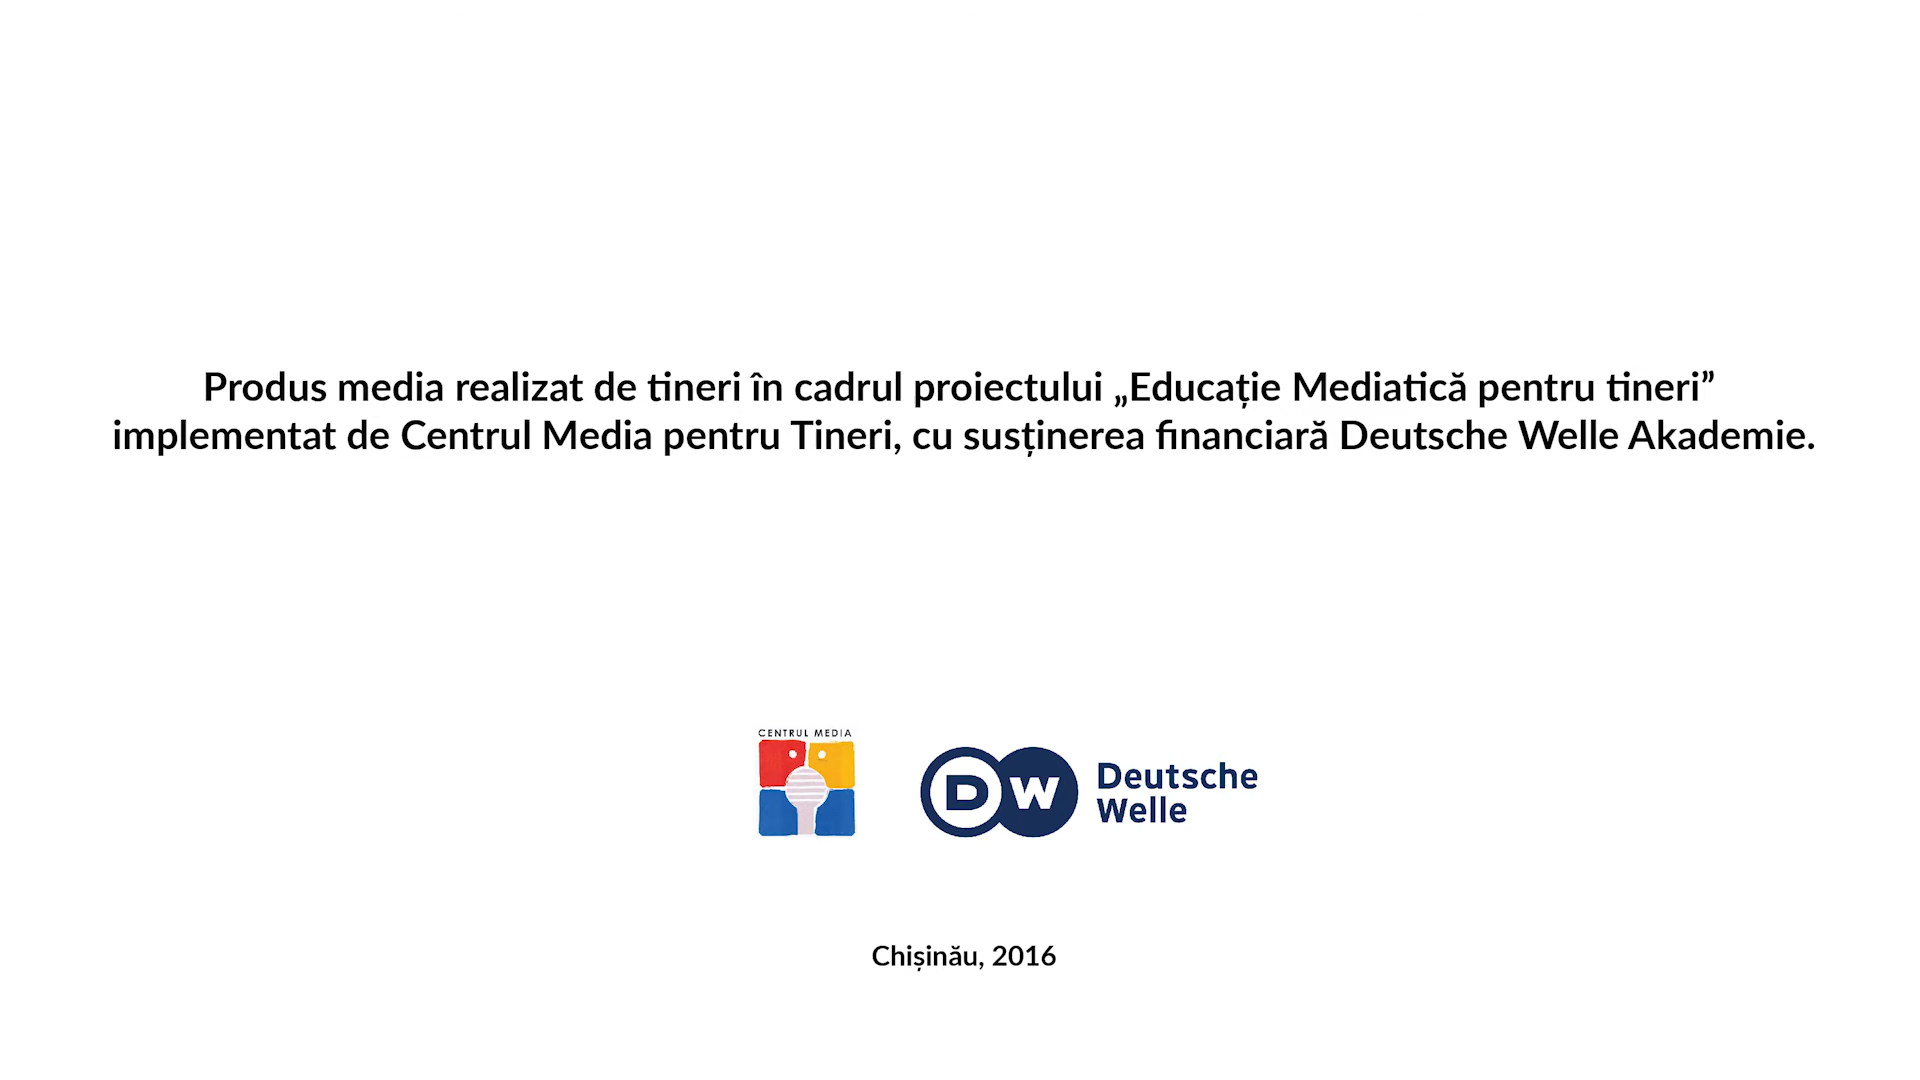 Produs media realizat de tineri în cadrul proiectului „Educație Mediatică pentru tineri”
implementat de Centrul Media pentru Tineri, cu susținerea financiară Deutsche Welle Akademie.
CENTRUL MEDIA
DW Deutsche
Welle
Chișinău, 2016